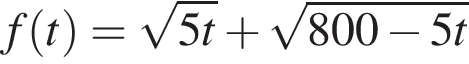 f(t) = √5t + √800 − 5t